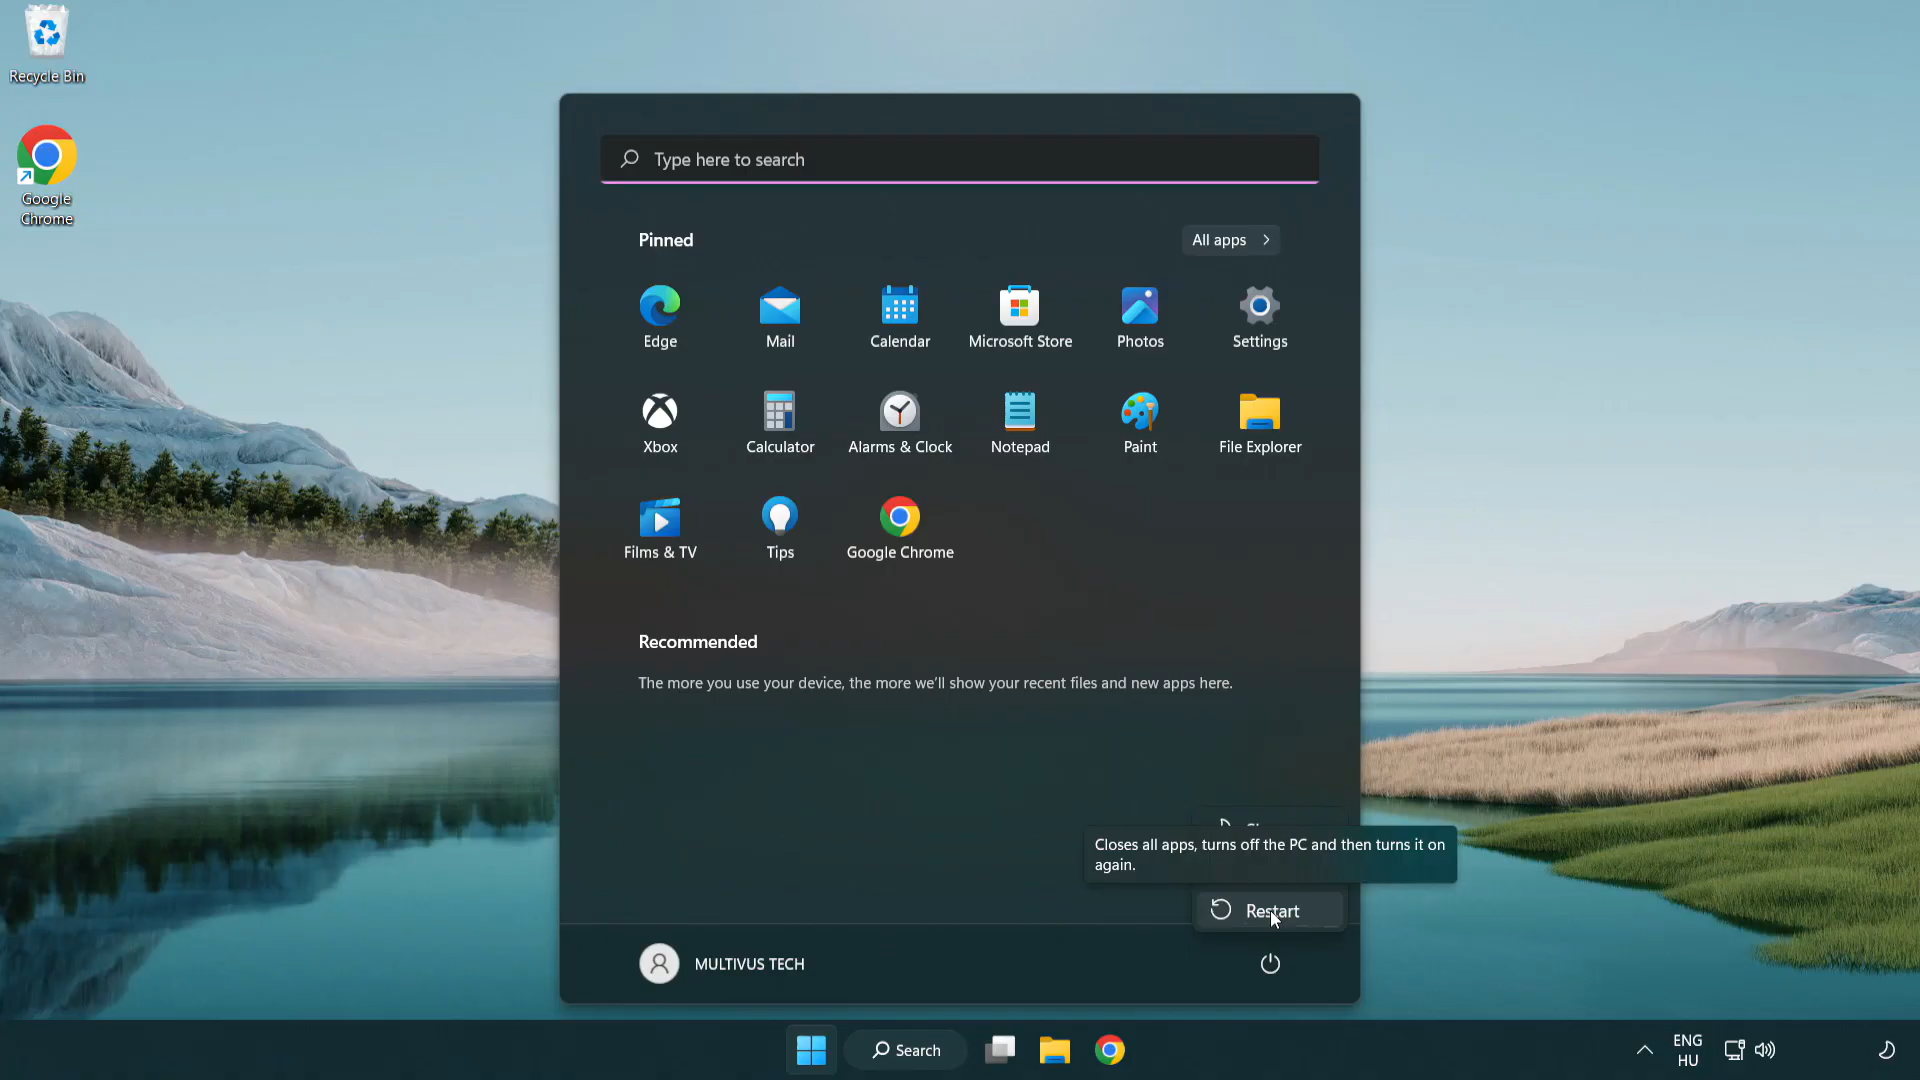 Recycle Bin
Google
Chrome
Type here to search
Pinned
All apps
Edge
Mail
Calendar
Microsoft Store
Photos
Settings
Xbox
Calculator
Alarms & Clock
Notepad
Paint
File Explorer
Films & TV
Tips
Google Chrome
Recommended
The more you use your device, the more we'll show your recent files and new apps here.
Closes all apps, turns off the PC and then turns it on
again.
Restart
MULTIVUS TECH
Search
ENG
HU